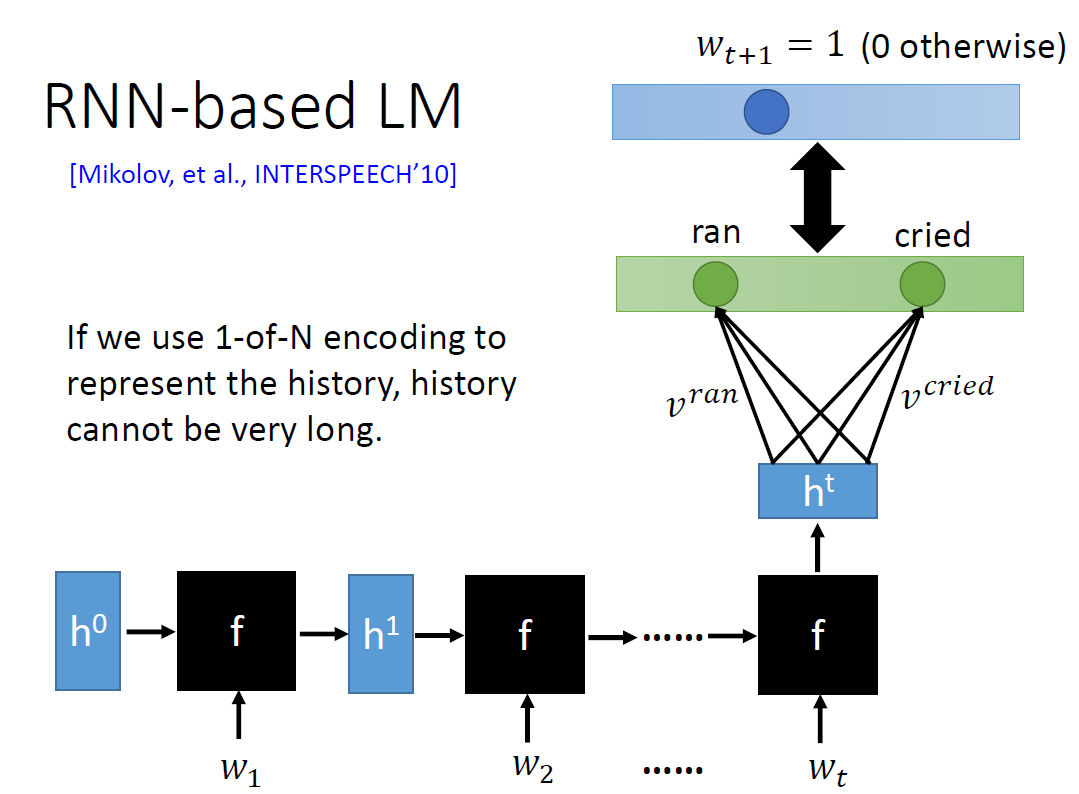 RNN-based LM
[Mikolov, et al., INTERSPEECH’10]
w_{t+1} = 1 (0 otherwise)
ran cried
If we use 1-of-N encoding to
represent the history, history
cannot be very long.
v^{ran} v^{cried}
h^t
h^0 f h^1 f ...... f
w_1 w_2 ...... w_t